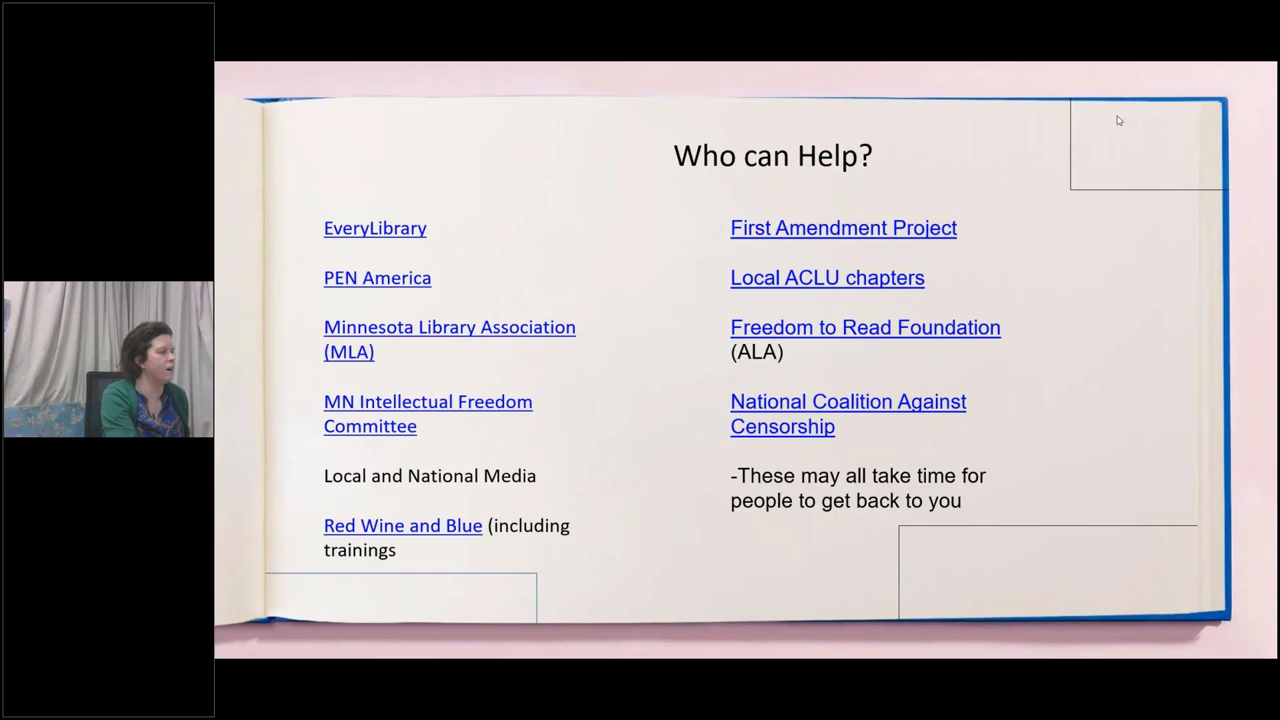 Who can Help?
EveryLibrary
PEN America
Minnesota Library Association
(MLA)
MN Intellectual Freedom
Committee
Local and National Media
Red Wine and Blue (including
trainings
First Amendment Project
Local ACLU chapters
Freedom to Read Foundation
(ALA)
National Coalition Against
Censorship
-These may all take time for
people to get back to you